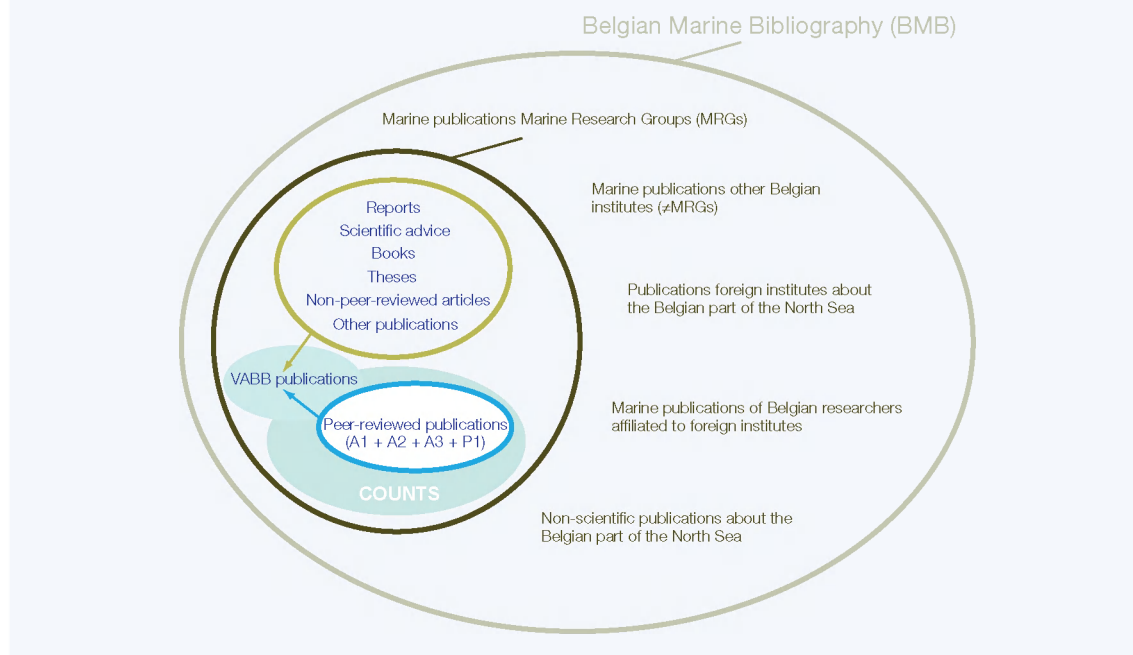 Belgian Marine Bibliography (BMB)
Marine publications Marine Research Groups (MRGs)
Marine publications other Belgian
institutes (≠MRGs)
Reports
Scientific advice
Books
Theses
Non-peer-reviewed articles
Other publications
Publications foreign institutes about
the Belgian part of the North Sea
VABB publications
Marine publications of Belgian researchers
affiliated to foreign institutes
Peer-reviewed publications
(A1 + A2 + A3 + P1)
COUNTS
Non-scientific publications about the
Belgian part of the North Sea